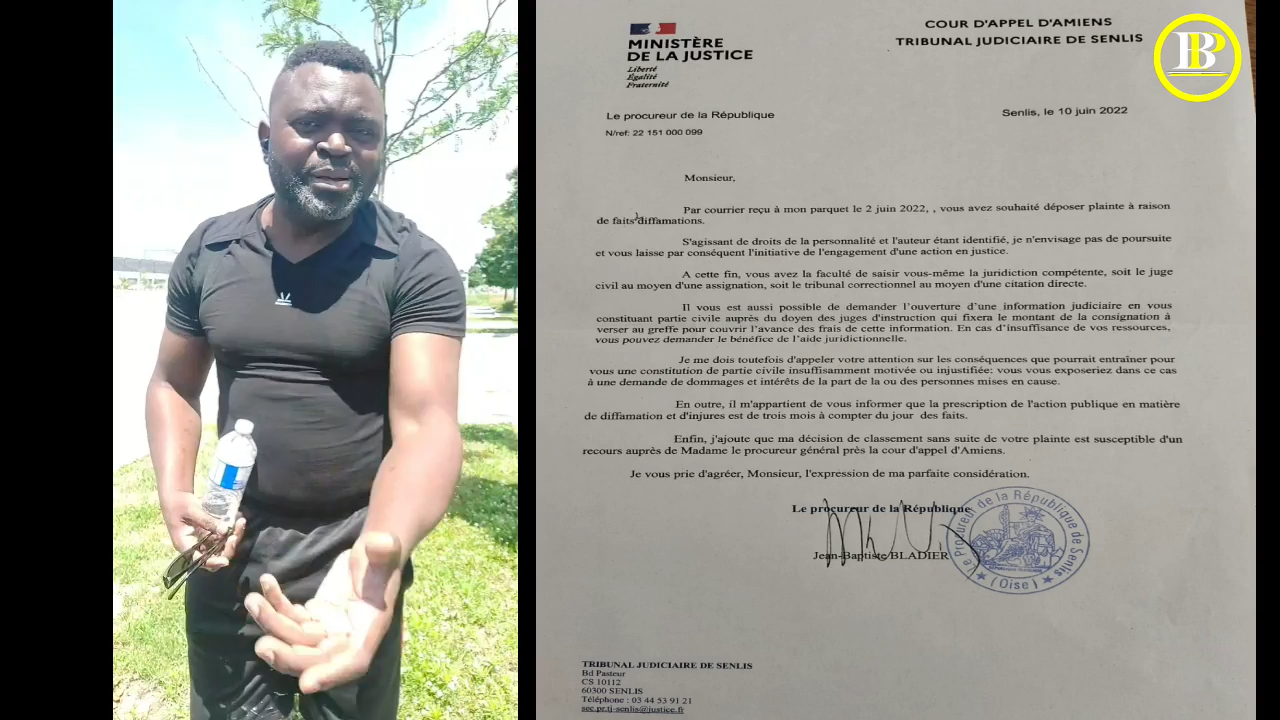 MINISTÈRE
DE LA JUSTICE
Liberté
Égalité
Fraternité
COUR D'APPEL D'AMIENS
TRIBUNAL JUDICIAIRE DE SENLIS
BP
Le procureur de la République
N/ref: 22 151 000 099
Senlis, le 10 juin 2022
Monsieur,
Par courrier reçu à mon parquet le 2 juin 2022, , vous avez souhaité déposer plainte à raison
de faits diffamations.
S'agissant de droits de la personnalité et l'auteur étant identifié, je n'envisage pas de poursuite
et vous laisse par conséquent l'initiative de l'engagement d'une action en justice.
A cette fin, vous avez la faculté de saisir vous-même la juridiction compétente, soit le juge
civil au moyen d'une assignation, soit le tribunal correctionnel au moyen d'une citation directe.
Il vous est aussi possible de demander l'ouverture d'une information judiciaire en vous
constituant partie civile auprès du doyen des juges d'instruction qui fixera le montant de la consignation à
verser au greffe pour couvrir l'avance des frais de cette information. En cas d'insuffisance de vos ressources,
vous pouvez demander le bénéfice de l'aide juridictionnelle.
Je me dois toutefois d'appeler votre attention sur les conséquences que pourrait entraîner pour
vous une constitution de partie civile insuffisamment motivée ou injustifiée: vous vous exposeriez dans ce cas
à une demande de dommages et intérêts de la part de la ou des personnes mises en cause.
En outre, il m'appartient de vous informer que la prescription de l'action publique en matière
de diffamation et d'injures est de trois mois à compter du jour des faits.
Enfin, j'ajoute que ma décision de classement sans suite de votre plainte est susceptible d'un
recours auprès de Madame le procureur général près la cour d'appel d'Amiens.
Je vous prie d'agréer, Monsieur, l'expression de ma parfaite considération.
Le procureur de la République
Jean-Baptiste BLADIER
Le Procureur de la République de Senlis
(Oise)
TRIBUNAL JUDICIAIRE DE SENLIS
Bd Pasteur
CS 10112
60300 SENLIS
Téléphone : 03 44 53 91 21
sec.pr.tj-senlis@justice.fr